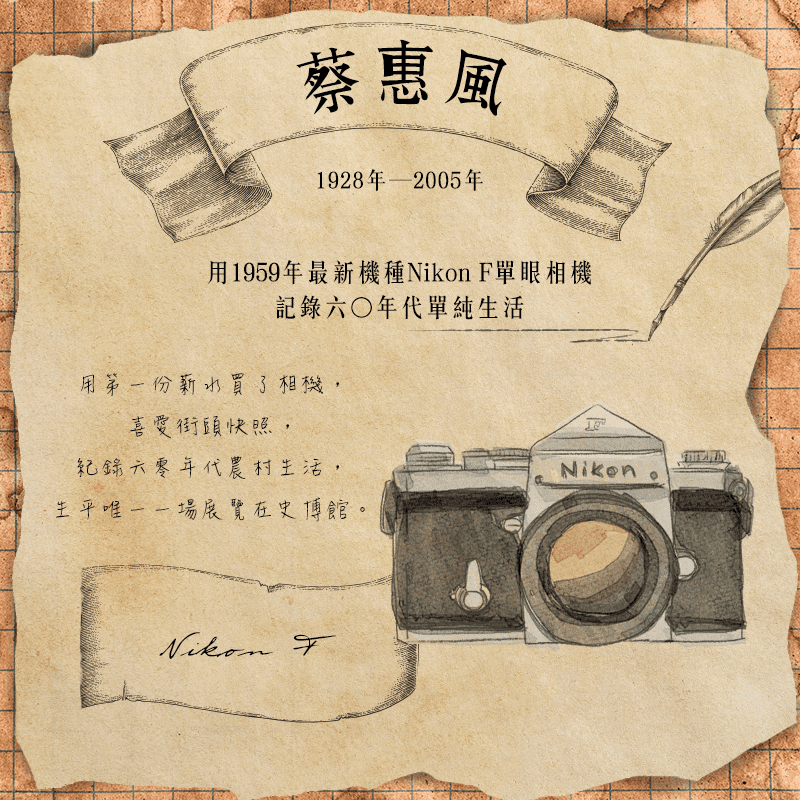 蔡惠風
1928年—2005年
用1959年最新機種Nikon F單眼相機
記錄六〇年代單純生活
用第一份薪水買了相機，
喜愛街頭快照，
紀錄六零年代農村生活，
生平唯一一場展覽在史博館。
F
Nikon
Nikon F